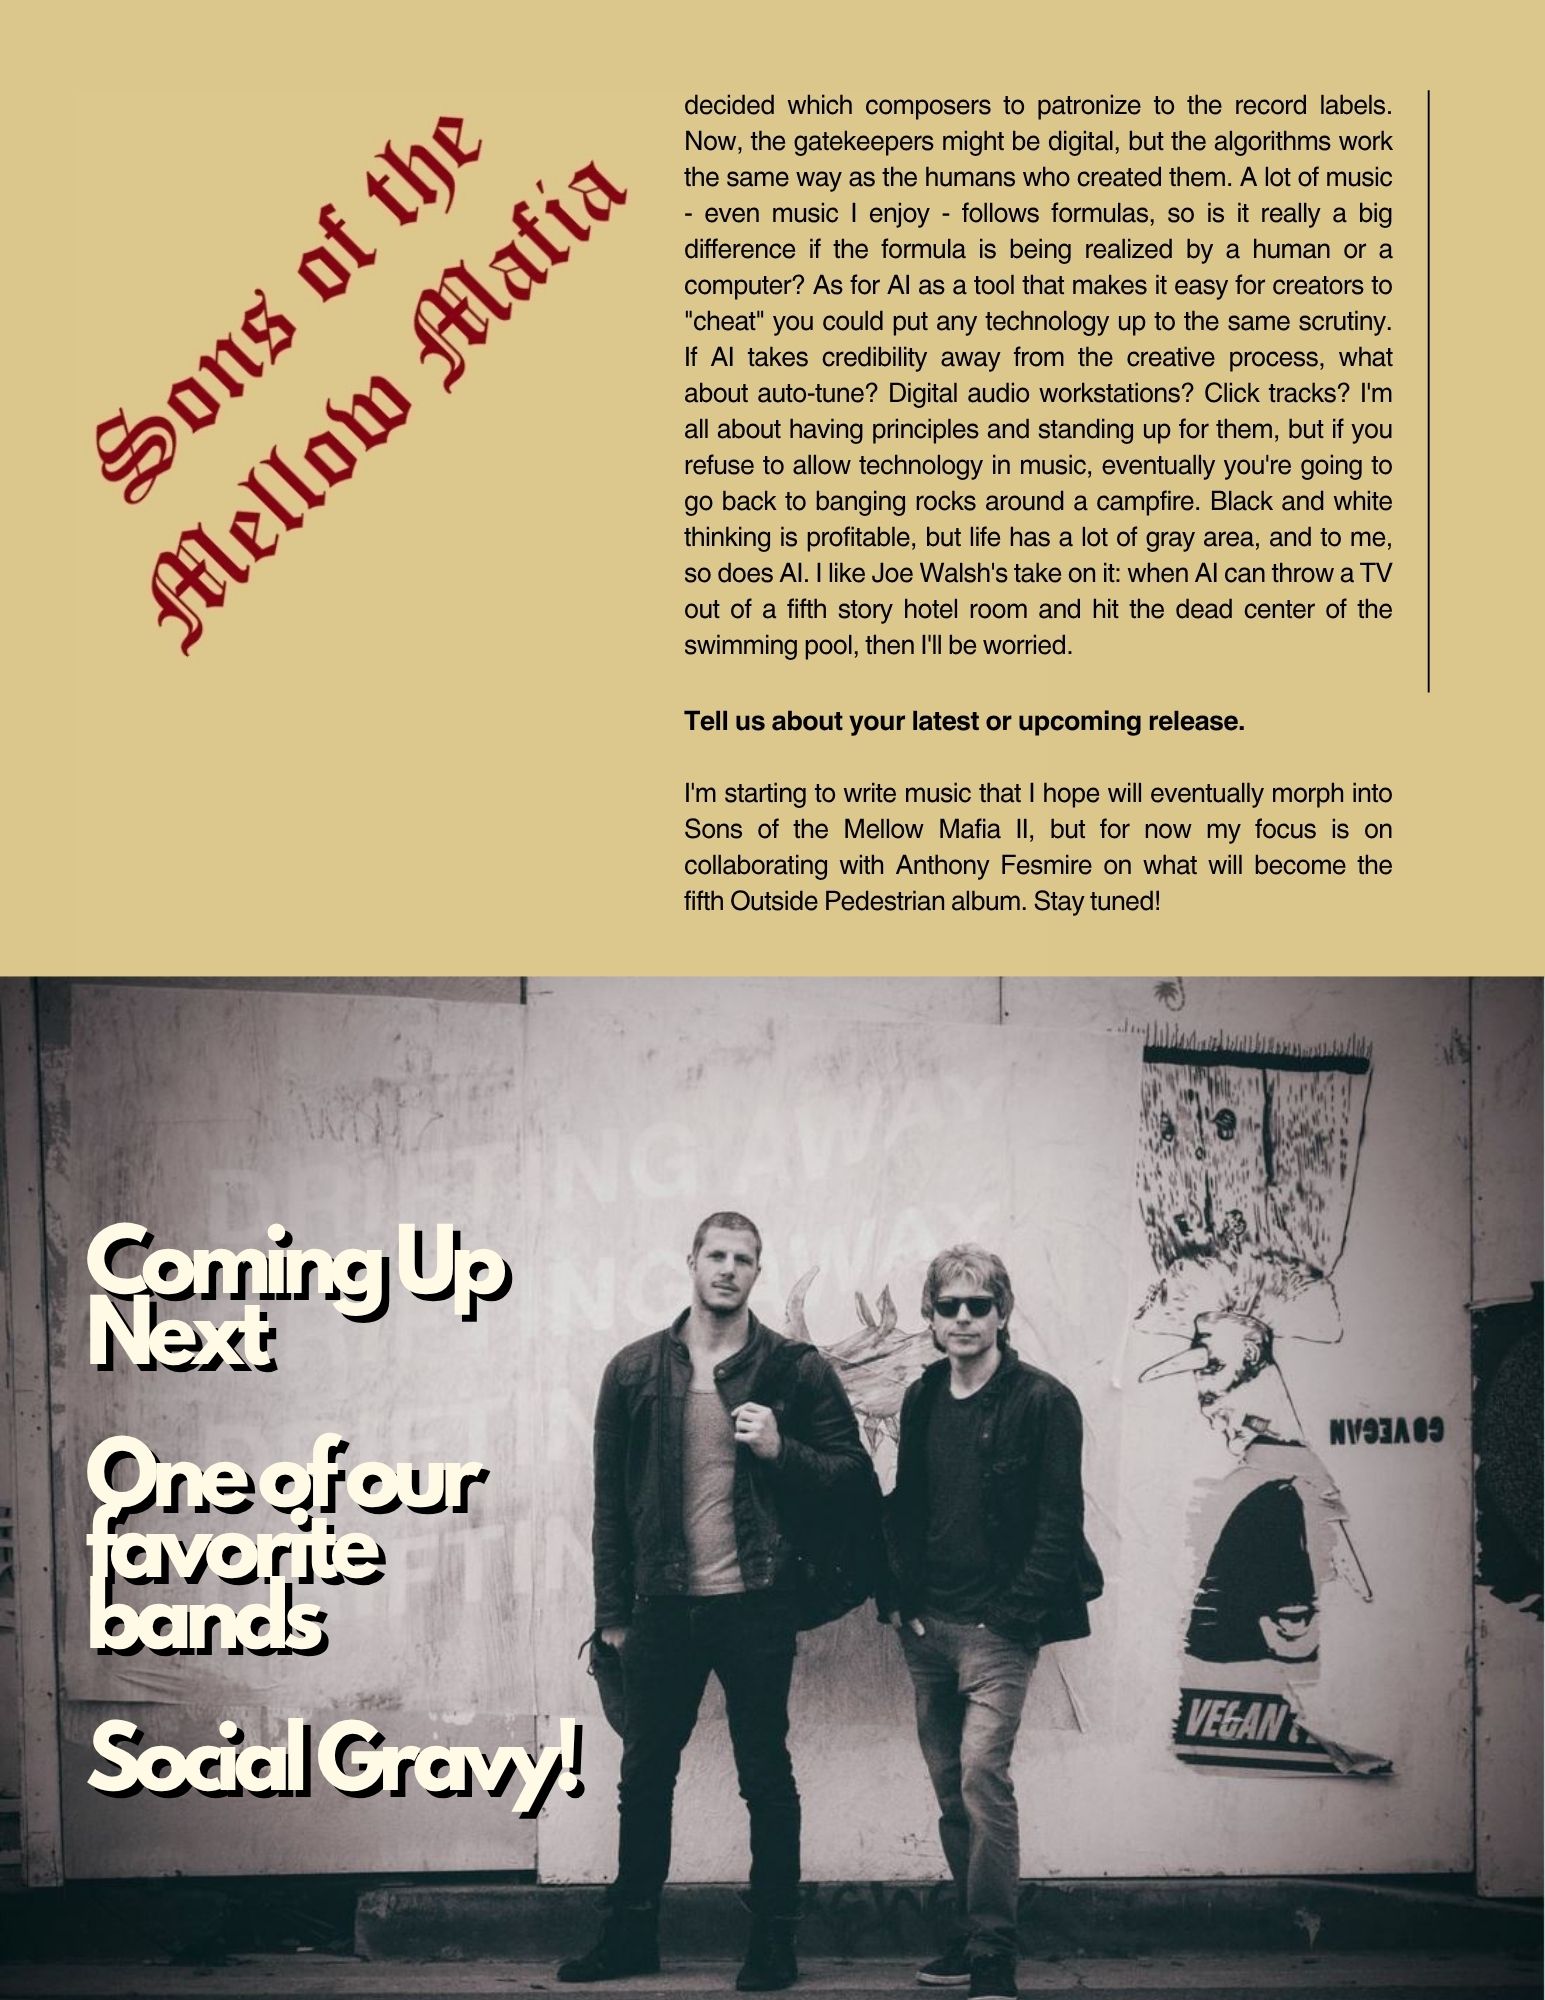 Sons of the
Mellow Mafia
decided which composers to patronize to the record labels.
Now, the gatekeepers might be digital, but the algorithms work
the same way as the humans who created them. A lot of music
- even music I enjoy - follows formulas, so is it really a big
difference if the formula is being realized by a human or a
computer? As for AI as a tool that makes it easy for creators to
"cheat" you could put any technology up to the same scrutiny.
If AI takes credibility away from the creative process, what
about auto-tune? Digital audio workstations? Click tracks? I'm
all about having principles and standing up for them, but if you
refuse to allow technology in music, eventually you're going to
go back to banging rocks around a campfire. Black and white
thinking is profitable, but life has a lot of gray area, and to me,
so does AI. I like Joe Walsh's take on it: when AI can throw a TV
out of a fifth story hotel room and hit the dead center of the
swimming pool, then I'll be worried.
Tell us about your latest or upcoming release.
I'm starting to write music that I hope will eventually morph into
Sons of the Mellow Mafia II, but for now my focus is on
collaborating with Anthony Fesmire on what will become the
fifth Outside Pedestrian album. Stay tuned!
DRIFTING AWAY
Coming Up
Next
One of our
favorite
bands
Social Gravy!
GO VEGAN
VEGAN